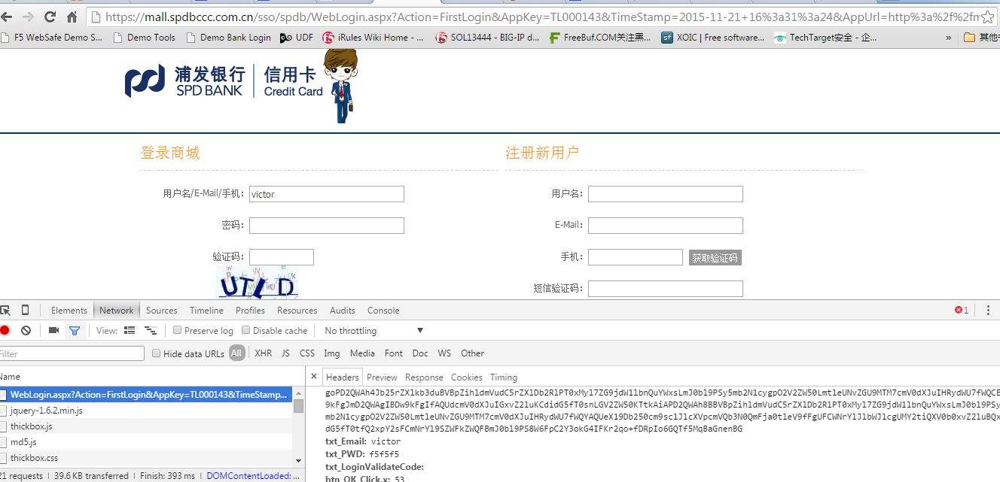 https://mall.spdbccc.com.cn/sso/spdb/WebLogin.aspx?Action=FirstLogin&AppKey=TL000143&TimeStamp=2015-11-21+16%3a31%3a24&AppUrl=http%3a%2f%2fm
F5 WebSafe Demo S... Demo Tools Demo Bank Login UDF iRules Wiki Home - ... SOL13444 - BIG-IP d... FreeBuf.COM关注黑... XOIC | Free software... TechTarget安全 - 企... » 其他
浦发银行 信用卡
SPD BANK Credit Card
登录商城 注册新用户
用户名/E-Mail/手机: victor 用户名:
密码: E-Mail:
验证码: 手机: 获取验证码
UTLD 短信验证码:
Elements Network Sources Timeline Profiles Resources Audits Console 1
View: Preserve log Disable cache No throttling
Filter Hide data URLs All XHR JS CSS Img Media Font Doc WS Other
Name Headers Preview Response Cookies Timing
WebLogin.aspx?Action=FirstLogin&AppKey=TL000143&TimeStamp...
jquery-1.6.2.min.js
thickbox.js
md5.js
thickbox.css
txt_Email: victor
txt_PWD: f5f5f5
txt_LoginValidateCode:
btn_OK_Click.x: 53
21 requests | 39.6 KB transferred | Finish: 393 ms | DOMContentLoaded: ...